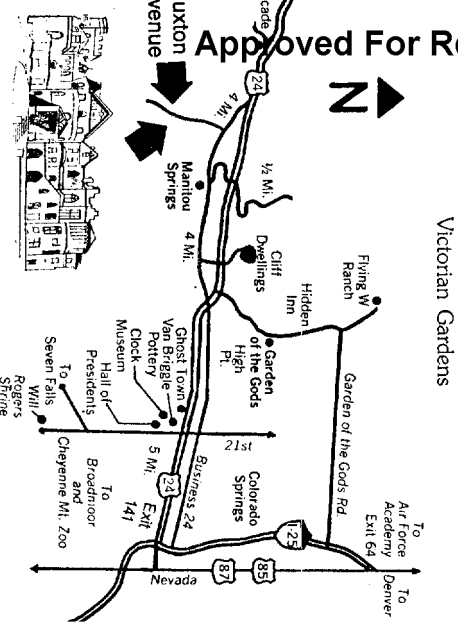 Approved For Re
uxton
venue
cade
24
4 Mi.
N
½ Mi.
Manitou
Springs
4 Mi.
Cliff
Dwellings
Flying W
Ranch
Hidden
Inn
Victorian Gardens
Garden
of the Gods
High
Pt.
Garden of the Gods Rd.
Ghost Town
Van Briggle
Pottery
Clock
Museum
Hall of
Presidents
To
Seven Falls
Will
Rogers
Shrine
21st
5 Mi.
24
Business 24
Colorado
Springs
Exit
141
To
Broadmoor
and
Cheyenne Mt. Zoo
I-25
To
Air Force
Academy
Exit 64
To
Denver
Nevada
87
85